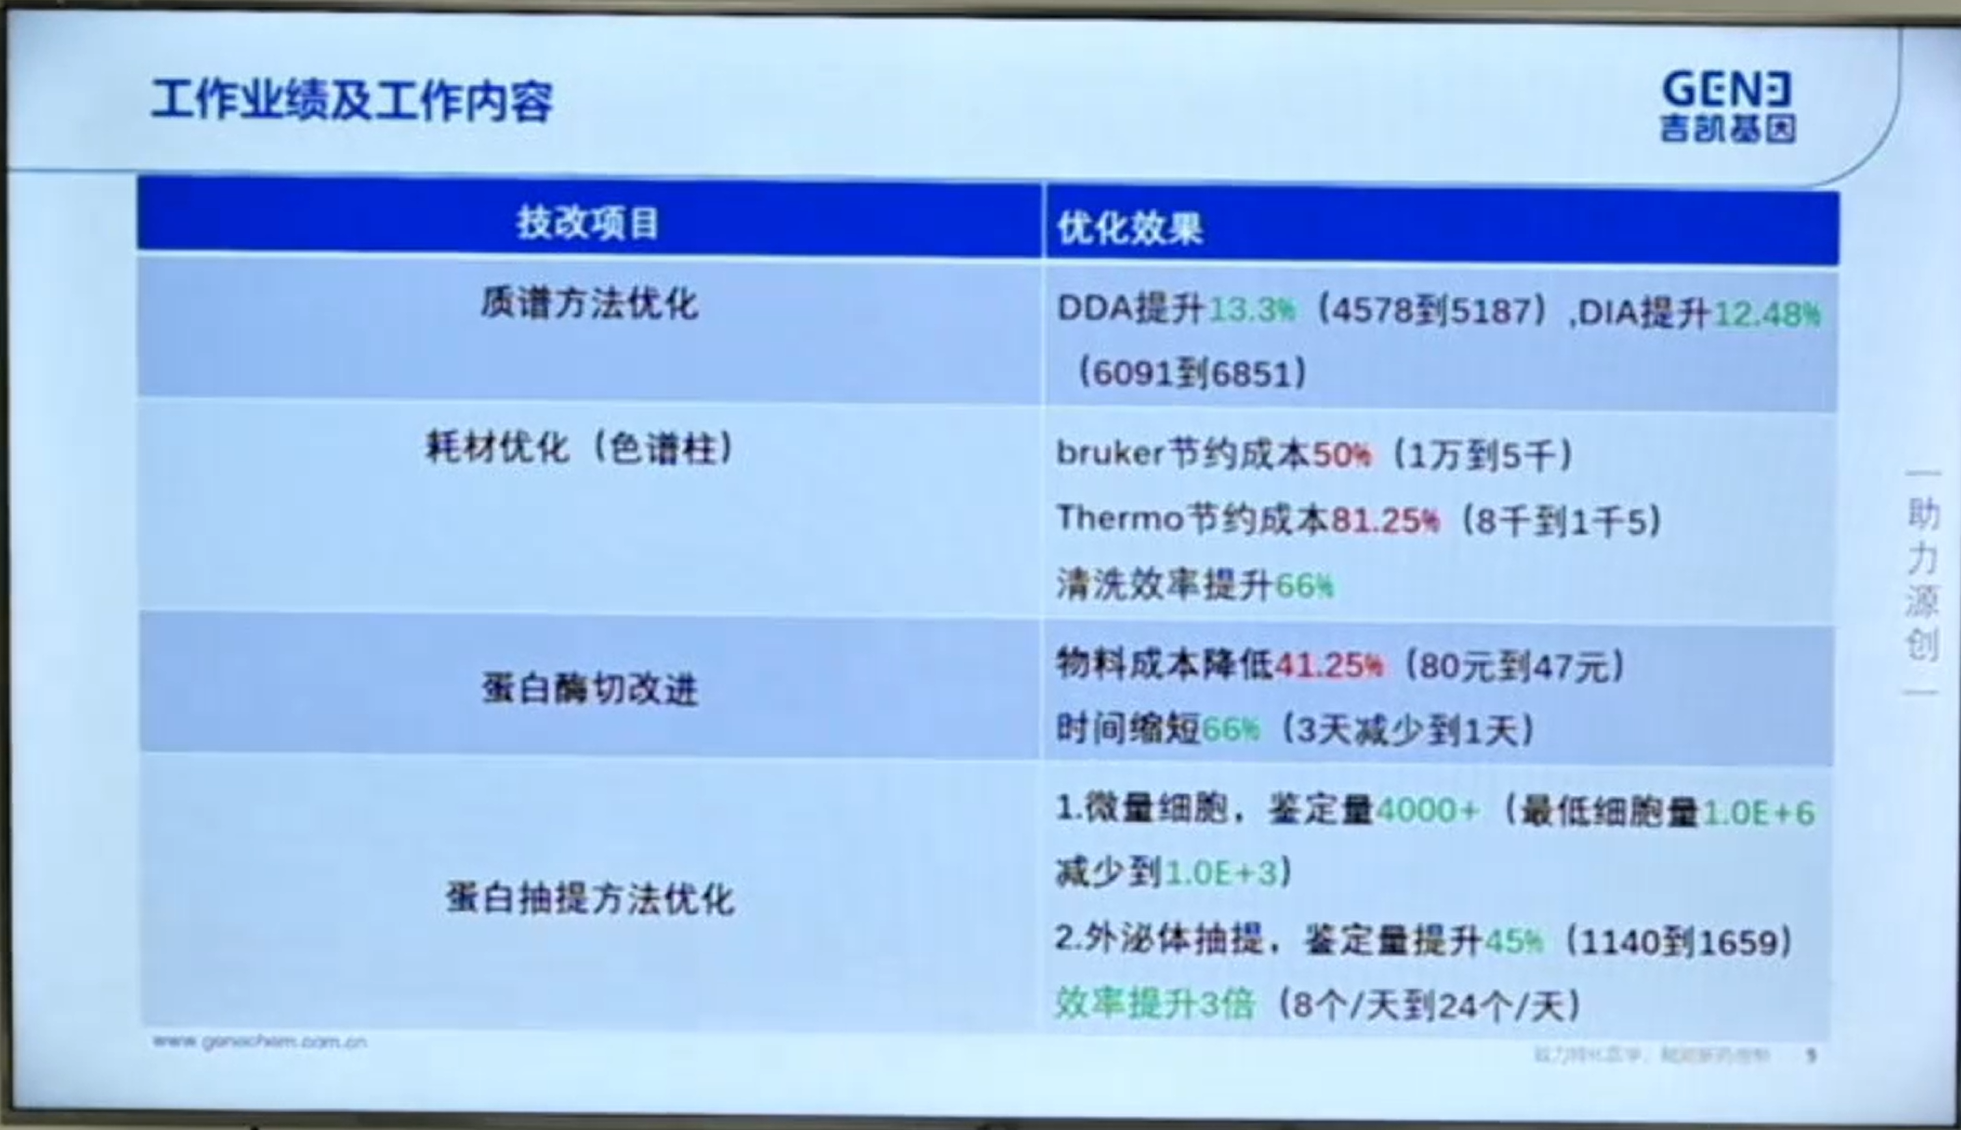 工作业绩及工作内容
GENE
吉凯基因
技改项目
优化效果
质谱方法优化
DDA提升13.3%（4578到5187）,DIA提升12.48%
（6091到6851）
耗材优化（色谱柱）
bruker节约成本50%（1万到5千）
Thermo节约成本81.25%（8千到1千5）
清洗效率提升66%
蛋白酶切改进
物料成本降低41.25%（80元到47元）
时间缩短66%（3天减少到1天）
蛋白抽提方法优化
1.微量细胞，鉴定量4000+（最低细胞量1.0E+6
减少到1.0E+3）
2.外泌体抽提，鉴定量提升45%（1140到1659）
效率提升3倍（8个/天到24个/天）
助力源创
www.genechem.com.cn